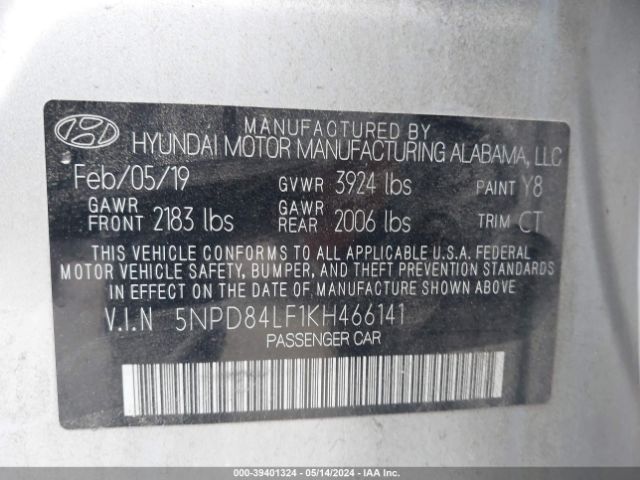 MANUFACTURED BY
HYUNDAI MOTOR MANUFACTURING ALABAMA, LLC
Feb/05/19 GVWR 3924 lbs PAINT Y8
GAWR FRONT 2183 lbs GAWR REAR 2006 lbs TRIM CT
THIS VEHICLE CONFORMS TO ALL APPLICABLE U.S.A. FEDERAL
MOTOR VEHICLE SAFETY, BUMPER, AND THEFT PREVENTION STANDARDS
IN EFFECT ON THE DATE OF MANUFACTURE SHOWN ABOVE.
V.I.N 5NPD84LF1KH466141
PASSENGER CAR
000-39401324 - 05/14/2024 - IAA Inc.